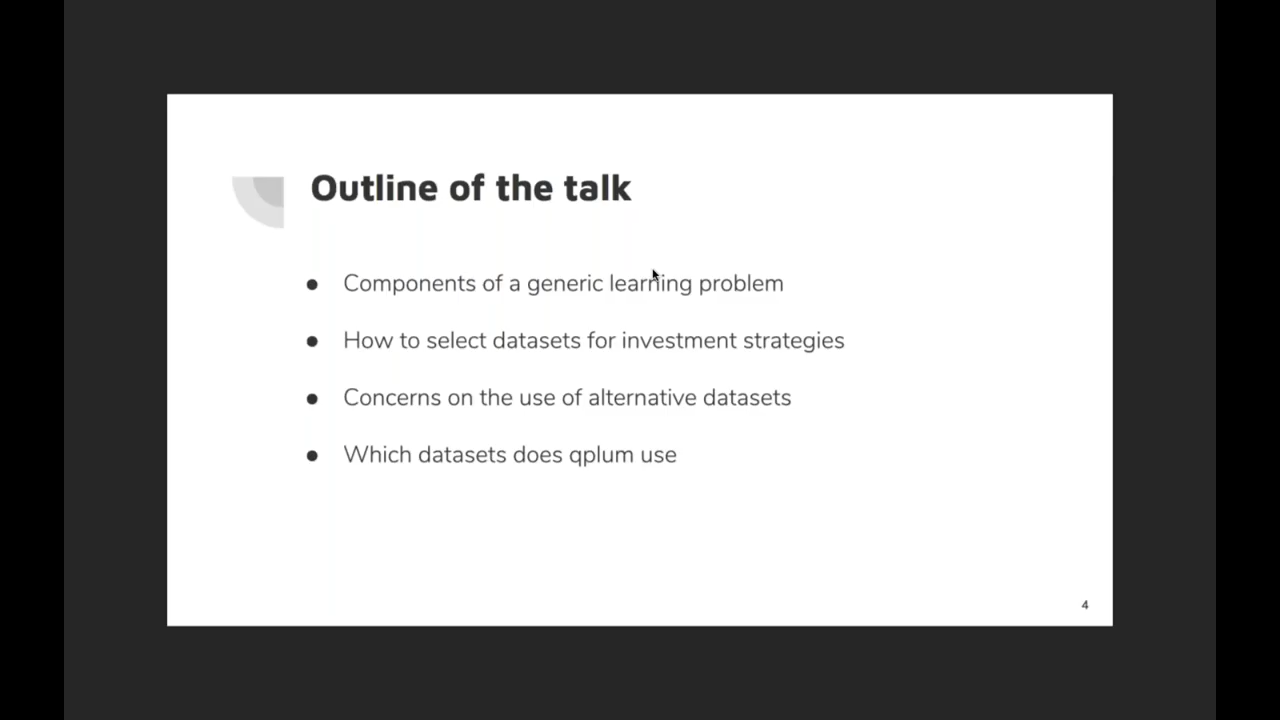 Outline of the talk
● Components of a generic learning problem
● How to select datasets for investment strategies
● Concerns on the use of alternative datasets
● Which datasets does qplum use
4